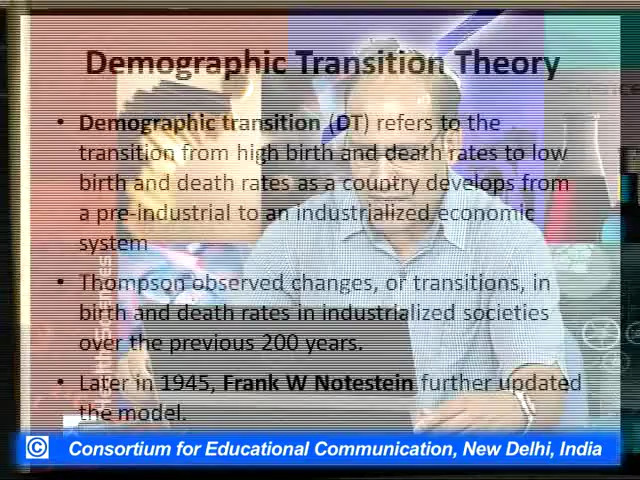 Demographic Transition Theory
• Demographic transition (DT) refers to the
transition from high birth and death rates to low
birth and death rates as a country develops from
a pre-industrial to an industrialized economic
system
• Thompson observed changes, or transitions, in
birth and death rates in industrialized societies
over the previous 200 years.
• Later in 1945, Frank W Notestein further updated
the model.
© Consortium for Educational Communication, New Delhi, India